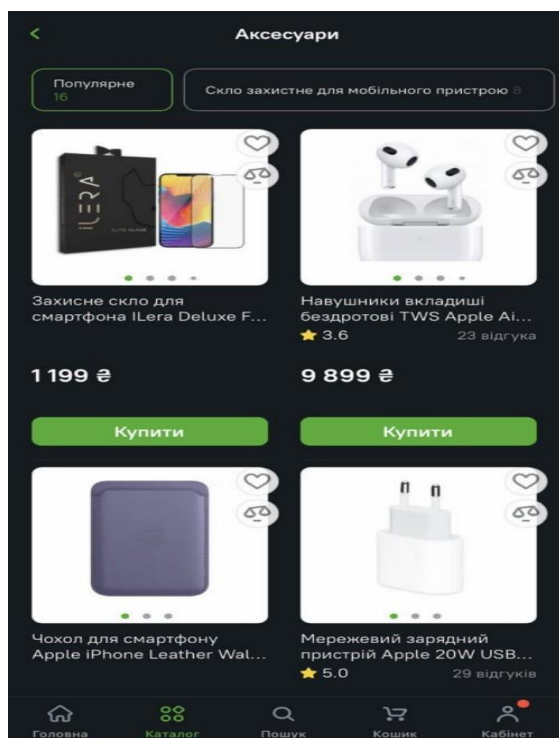 Аксесуари
Популярне
16
Скло захистне для мобільного пристрою 8
ILERA
Захисне скло для
смартфона ILera Deluxe F...
1 199 ₴
Купити
Навушники вкладиші
бездротові TWS Apple Ai...
3.6
23 відгука
9 899 ₴
Купити
Чохол для смартфону
Apple iPhone Leather Wal...
Мережевий зарядний
пристрій Apple 20W USB...
5.0
29 відгуків
Головна
Каталог
Пошук
Кошик
Кабінет